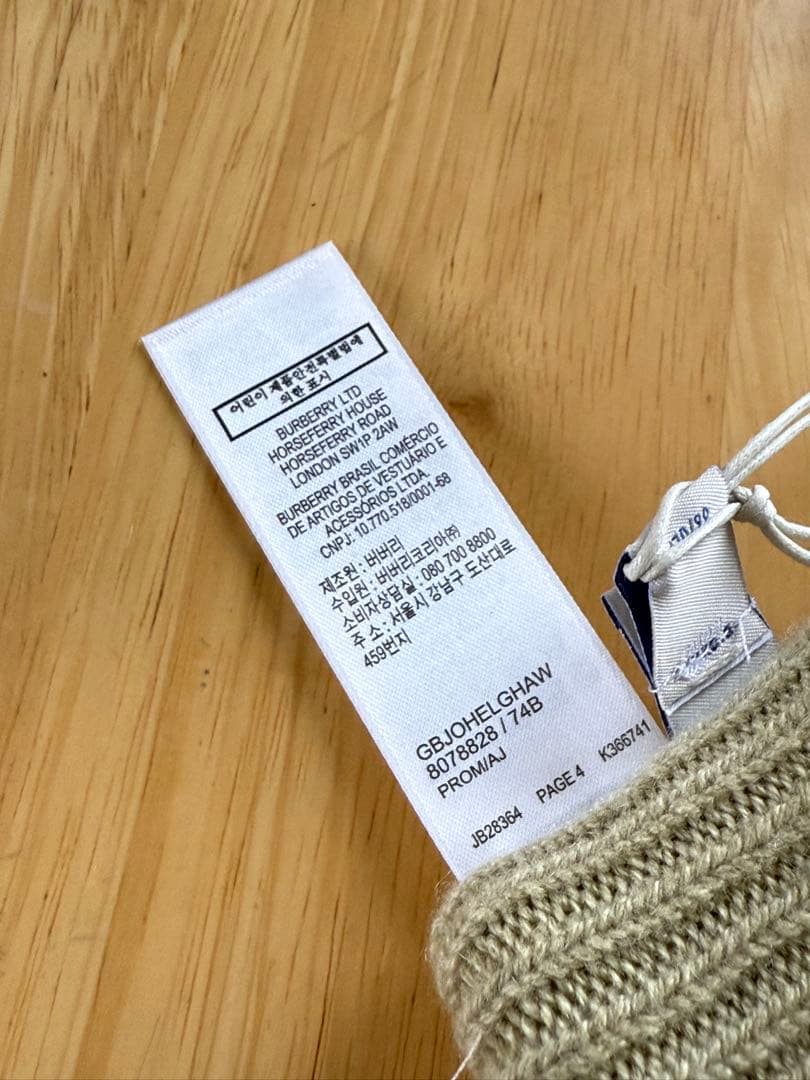 어린이 제품안전특별법에
의한 표시
BURBERRY LTD
HORSEFERRY HOUSE
HORSEFERRY ROAD
LONDON SW1P 2AW
BURBERRY BRASIL COMÉRCIO
DE ARTIGOS DE VESTUÁRIO E
ACESSÓRIOS LTDA.
CNPJ: 10.770.518/0001-68
제조원 : 버버리
수입원 : 버버리코리아(주)
소비자상담실 : 080 700 8800
주 소 : 서울시 강남구 도산대로
459번지
GBJOHELGHAW
8078828 / 74B
PROM/AJ
JB28364 PAGE 4 K365741